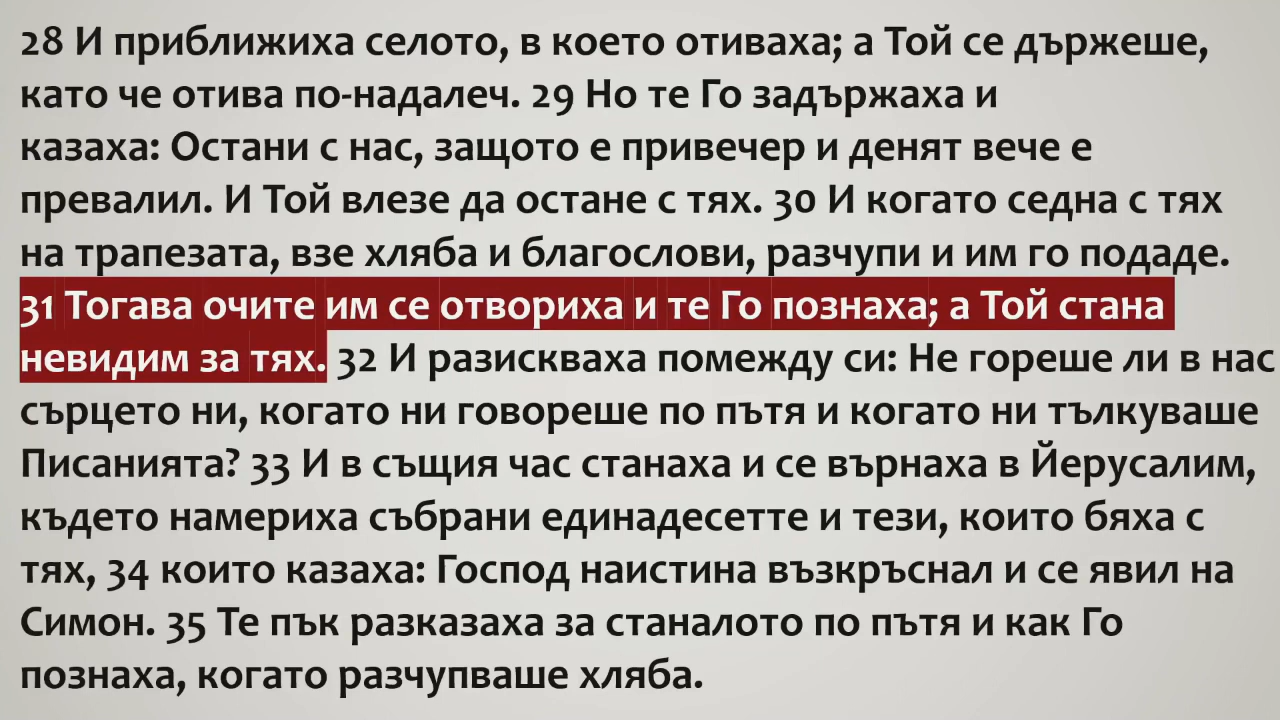 28 И приближиха селото, в което отиваха; а Той се държеше,
като че отива по-надалеч. 29 Но те Го задържаха и
казаха: Остани с нас, защото е привечер и денят вече е
превалил. И Той влезе да остане с тях. 30 И когато седна с тях
на трапезата, взе хляба и благослови, разчупи и им го подаде.
31 Тогава очите им се отвориха и те Го познаха; а Той стана
невидим за тях. 32 И разискваха помежду си: Не гореше ли в нас
сърцето ни, когато ни говореше по пътя и когато ни тълкуваше
Писанията? 33 И в същия час станаха и се върнаха в Йерусалим,
където намериха събрани единадесетте и тези, които бяха с
тях, 34 които казаха: Господ наистина възкръснал и се явил на
Симон. 35 Те пък разказаха за станалото по пътя и как Го
познаха, когато разчупваше хляба.